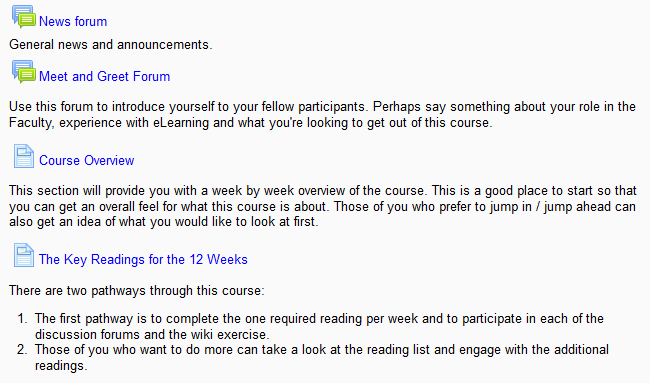 News forum
General news and announcements.
Meet and Greet Forum
Use this forum to introduce yourself to your fellow participants. Perhaps say something about your role in the
Faculty, experience with eLearning and what you're looking to get out of this course.
Course Overview
This section will provide you with a week by week overview of the course. This is a good place to start so that
you can get an overall feel for what this course is about. Those of you who prefer to jump in / jump ahead can
also get an idea of what you would like to look at first.
The Key Readings for the 12 Weeks
There are two pathways through this course:
1. The first pathway is to complete the one required reading per week and to participate in each of the
discussion forums and the wiki exercise.
2. Those of you who want to do more can take a look at the reading list and engage with the additional
readings.